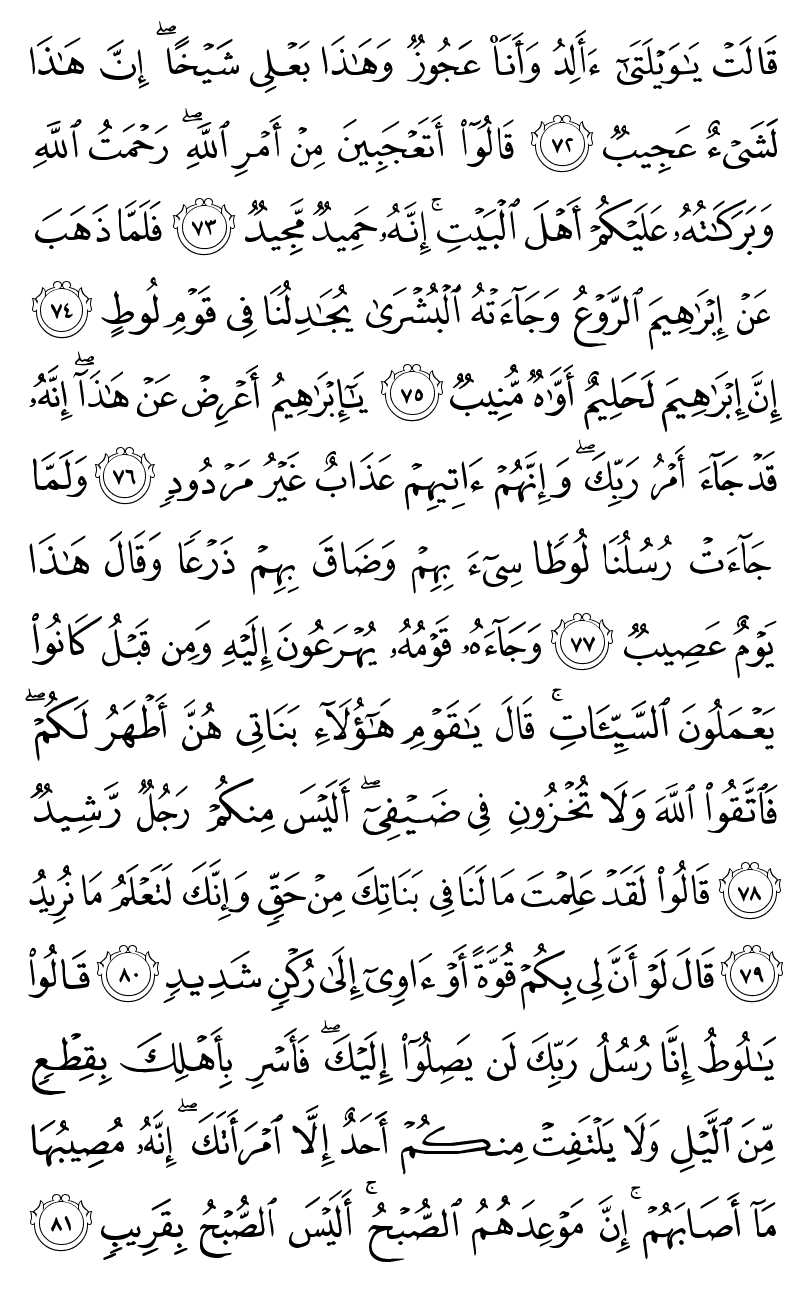 قَالَتۡ يَٰوَيۡلَتَىٰٓ ءَأَلِدُ وَأَنَا۠ عَجُوزٞ وَهَٰذَا بَعۡلِي شَيۡخًاۖ إِنَّ هَٰذَا
لَشَيۡءٌ عَجِيبٞ ٧٢ قَالُوٓاْ أَتَعۡجَبِينَ مِنۡ أَمۡرِ ٱللَّهِۖ رَحۡمَتُ ٱللَّهِ
وَبَرَكَٰتُهُۥ عَلَيۡكُمۡ أَهۡلَ ٱلۡبَيۡتِۚ إِنَّهُۥ حَمِيدٞ مَّجِيدٞ ٧٣ فَلَمَّا ذَهَبَ
عَنۡ إِبۡرَٰهِيمَ ٱلرَّوۡعُ وَجَآءَتۡهُ ٱلۡبُشۡرَىٰ يُجَٰدِلُنَا فِي قَوۡمِ لُوطٍ ٧٤
إِنَّ إِبۡرَٰهِيمَ لَحَلِيمٌ أَوَّٰهٞ مُّنِيبٞ ٧٥ يَٰٓإِبۡرَٰهِيمُ أَعۡرِضۡ عَنۡ هَٰذَآۖ إِنَّهُۥ
قَدۡ جَآءَ أَمۡرُ رَبِّكَۖ وَإِنَّهُمۡ ءَاتِيهِمۡ عَذَابٌ غَيۡرُ مَرۡدُودٖ ٧٦ وَلَمَّا
جَآءَتۡ رُسُلُنَا لُوطٗا سِيٓءَ بِهِمۡ وَضَاقَ بِهِمۡ ذَرۡعٗا وَقَالَ هَٰذَا
يَوۡمٌ عَصِيبٞ ٧٧ وَجَآءَهُۥ قَوۡمُهُۥ يُهۡرَعُونَ إِلَيۡهِ وَمِن قَبۡلُ كَانُواْ
يَعۡمَلُونَ ٱلسَّيِّـَٔاتِۚ قَالَ يَٰقَوۡمِ هَٰٓؤُلَآءِ بَنَاتِي هُنَّ أَطۡهَرُ لَكُمۡۖ
فَٱتَّقُواْ ٱللَّهَ وَلَا تُخۡزُونِ فِي ضَيۡفِيٓۖ أَلَيۡسَ مِنكُمۡ رَجُلٞ رَّشِيدٞ
٧٨ قَالُواْ لَقَدۡ عَلِمۡتَ مَا لَنَا فِي بَنَاتِكَ مِنۡ حَقّٖ وَإِنَّكَ لَتَعۡلَمُ مَا نُرِيدُ
٧٩ قَالَ لَوۡ أَنَّ لِي بِكُمۡ قُوَّةً أَوۡ ءَاوِيٓ إِلَىٰ رُكۡنٖ شَدِيدٖ ٨٠ قَالُواْ
يَٰلُوطُ إِنَّا رُسُلُ رَبِّكَ لَن يَصِلُوٓاْ إِلَيۡكَۖ فَأَسۡرِ بِأَهۡلِكَ بِقِطۡعٖ
مِّنَ ٱلَّيۡلِ وَلَا يَلۡتَفِتۡ مِنكُمۡ أَحَدٌ إِلَّا ٱمۡرَأَتَكَۖ إِنَّهُۥ مُصِيبُهَا
مَآ أَصَابَهُمۡۚ إِنَّ مَوۡعِدَهُمُ ٱلصُّبۡحُۚ أَلَيۡسَ ٱلصُّبۡحُ بِقَرِيبٖ ٨١